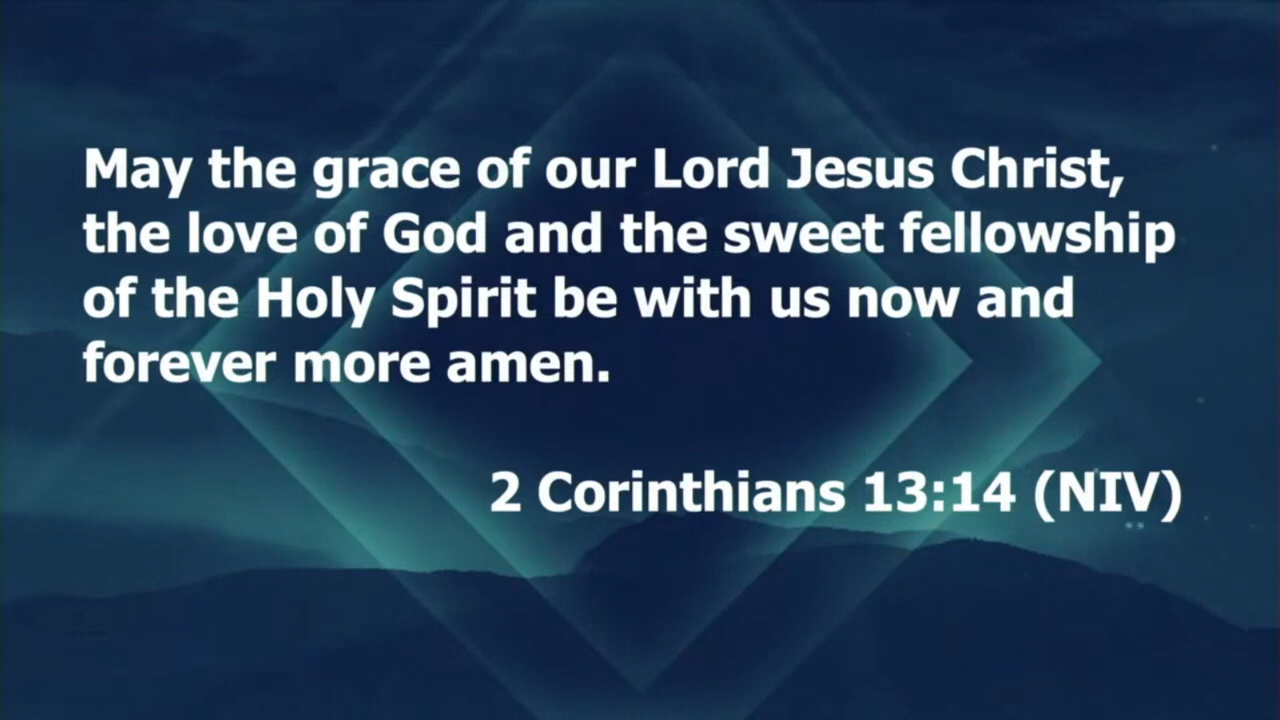 May the grace of our Lord Jesus Christ,
the love of God and the sweet fellowship
of the Holy Spirit be with us now and
forever more amen.
2 Corinthians 13:14 (NIV)